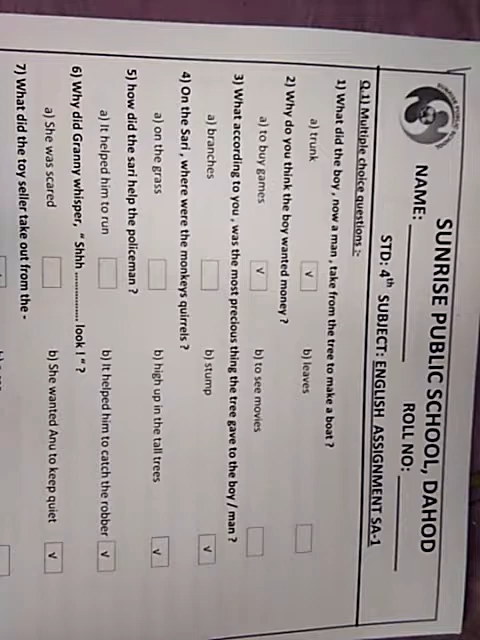 SUNRISE PUBLIC SCHOOL, DAHOD
NAME: ____________ ROLL NO: ________
STD: 4th SUBJECT: ENGLISH ASSIGNMENT SA-1
Q.1) Multiple choice questions :-
1) What did the boy , now a man , take from the tree to make a boat ?
a) trunk √ b) leaves
2) Why do you think the boy wanted money ?
a) to buy games √ b) to see movies
3) What according to you , was the most precious thing the tree gave to the boy / man ?
a) branches b) stump √
4) On the Sari , where were the monkeys quirrels ?
a) on the grass b) high up in the tall trees √
5) how did the sari help the policeman ?
a) It helped him to run b) It helped him to catch the robber √
6) Why did Granny whisper, " Shhh .............. look ! " ?
a) She was scared b) She wanted Anu to keep quiet √
7) What did the toy seller take out from the -